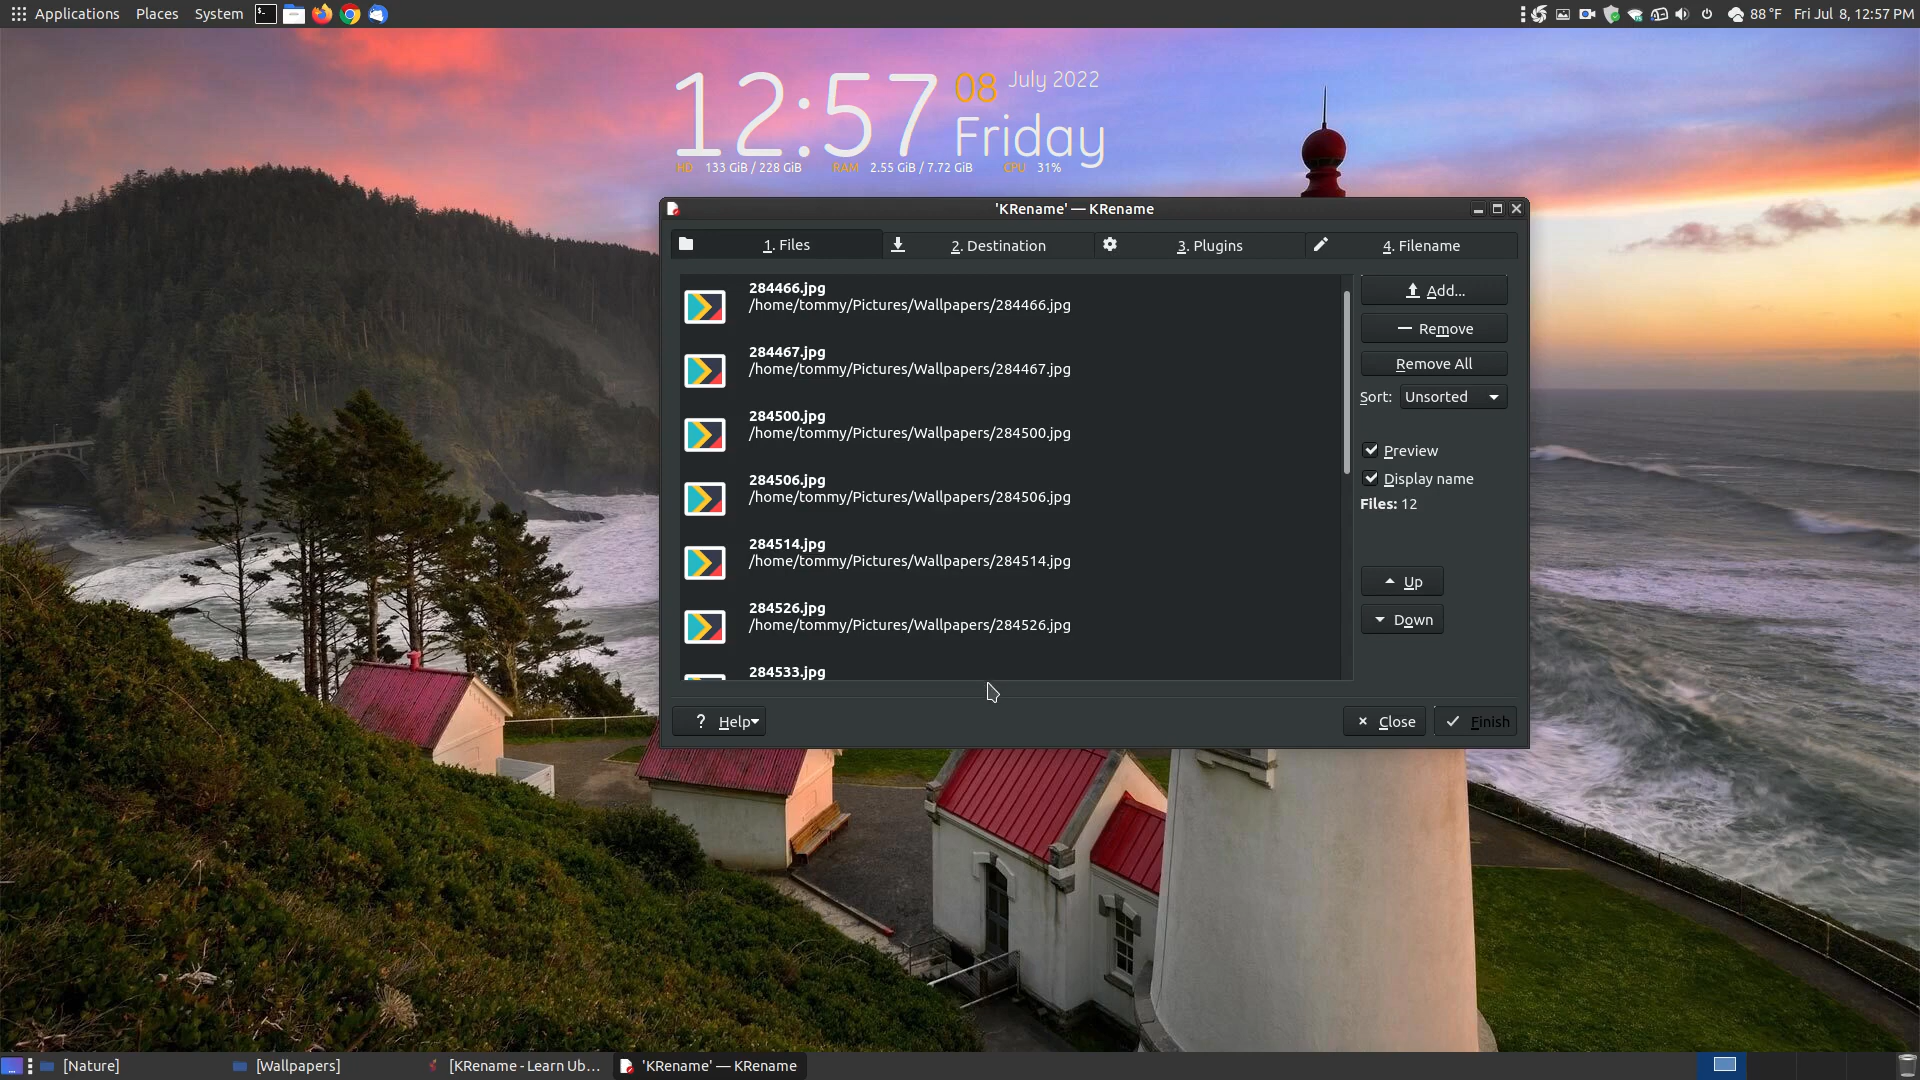 Applications Places System
88 °F Fri Jul 8, 12:57 PM
12:57 08 July 2022
Friday
HD 133 GiB / 228 GiB RAM 2.55 GiB / 7.72 GiB CPU 31%
'KRename' — KRename
1. Files 2. Destination 3. Plugins 4. Filename
284466.jpg
/home/tommy/Pictures/Wallpapers/284466.jpg
284467.jpg
/home/tommy/Pictures/Wallpapers/284467.jpg
284500.jpg
/home/tommy/Pictures/Wallpapers/284500.jpg
284506.jpg
/home/tommy/Pictures/Wallpapers/284506.jpg
284514.jpg
/home/tommy/Pictures/Wallpapers/284514.jpg
284526.jpg
/home/tommy/Pictures/Wallpapers/284526.jpg
284533.jpg
Add...
Remove
Remove All
Sort: Unsorted
Preview
Display name
Files: 12
Up
Down
? Help
Close
Finish
[Nature]
[Wallpapers]
[KRename - Learn Ub...
'KRename' — KRename